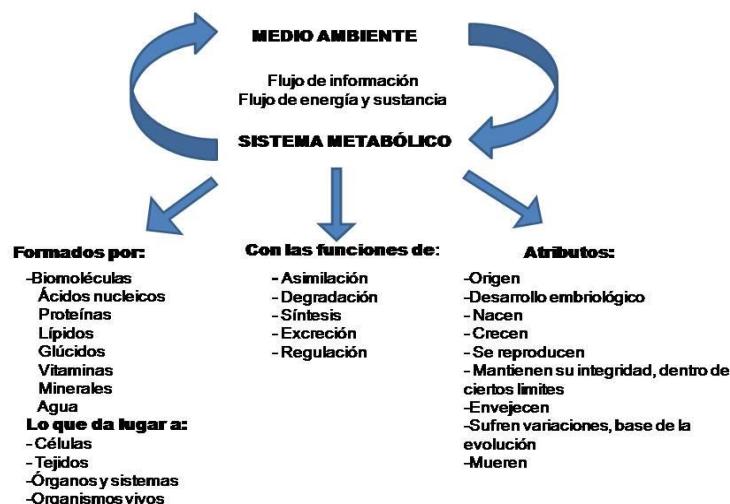 MEDIO AMBIENTE
Flujo de información
Flujo de energía y sustancia
SISTEMA METABÓLICO
Formados por:
-Biomoléculas
Ácidos nucleicos
Proteínas
Lípidos
Glúcidos
Vitaminas
Minerales
Agua
Lo que da lugar a:
- Células
- Tejidos
-Órganos y sistemas
-Organismos vivos
Con las funciones de:
- Asimilación
- Degradación
- Síntesis
- Excreción
- Regulación
Atributos:
-Origen
-Desarrollo embriológico
- Nacen
- Crecen
- Se reproducen
- Mantienen su integridad, dentro de
ciertos limites
-Envejecen
-Sufren variaciones, base de la
evolución
-Mueren